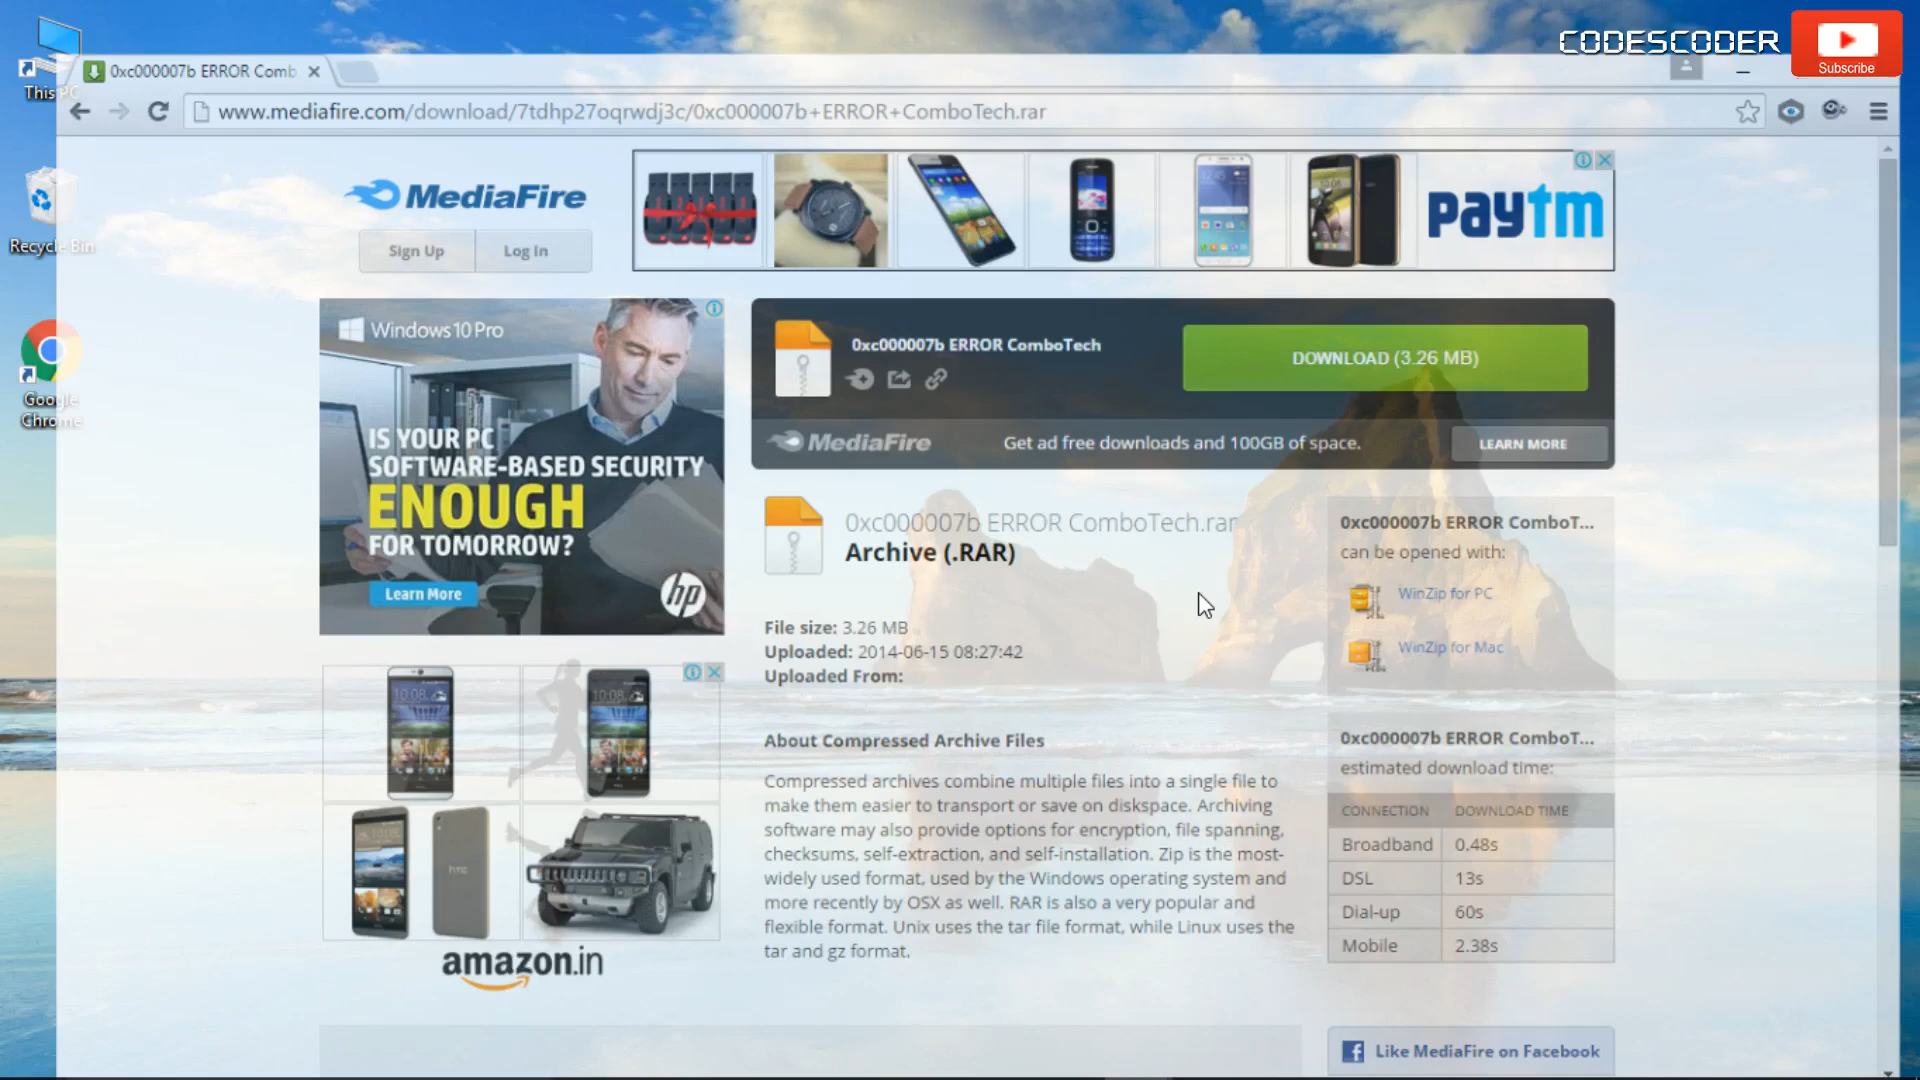 This PC
Recycle Bin
Google
Chrome
CODESCODER
Subscribe
0xc000007b ERROR Comb
www.mediafire.com/download/7tdhp27oqrwdj3c/0xc000007b+ERROR+ComboTech.rar
MediaFire
Sign Up
Log In
paytm
Windows 10 Pro
IS YOUR PC
SOFTWARE-BASED SECURITY
ENOUGH
FOR TOMORROW?
Learn More
hp
0xc000007b ERROR ComboTech
DOWNLOAD (3.26 MB)
MediaFire
Get ad free downloads and 100GB of space.
LEARN MORE
0xc000007b ERROR ComboTech.rar
Archive (.RAR)
File size: 3.26 MB
Uploaded: 2014-06-15 08:27:42
Uploaded From:
About Compressed Archive Files
Compressed archives combine multiple files into a single file to
make them easier to transport or save on diskspace. Archiving
software may also provide options for encryption, file spanning,
checksums, self-extraction, and self-installation. Zip is the most-
widely used format, used by the Windows operating system and
more recently by OSX as well. RAR is also a very popular and
flexible format. Unix uses the tar file format, while Linux uses the
tar and gz format.
0xc000007b ERROR ComboT...
can be opened with:
WinZip for PC
WinZip for Mac
0xc000007b ERROR ComboT...
estimated download time:
CONNECTION DOWNLOAD TIME
Broadband 0.48s
DSL 13s
Dial-up 60s
Mobile 2.38s
10:08
10:08
htc
amazon.in
Like MediaFire on Facebook